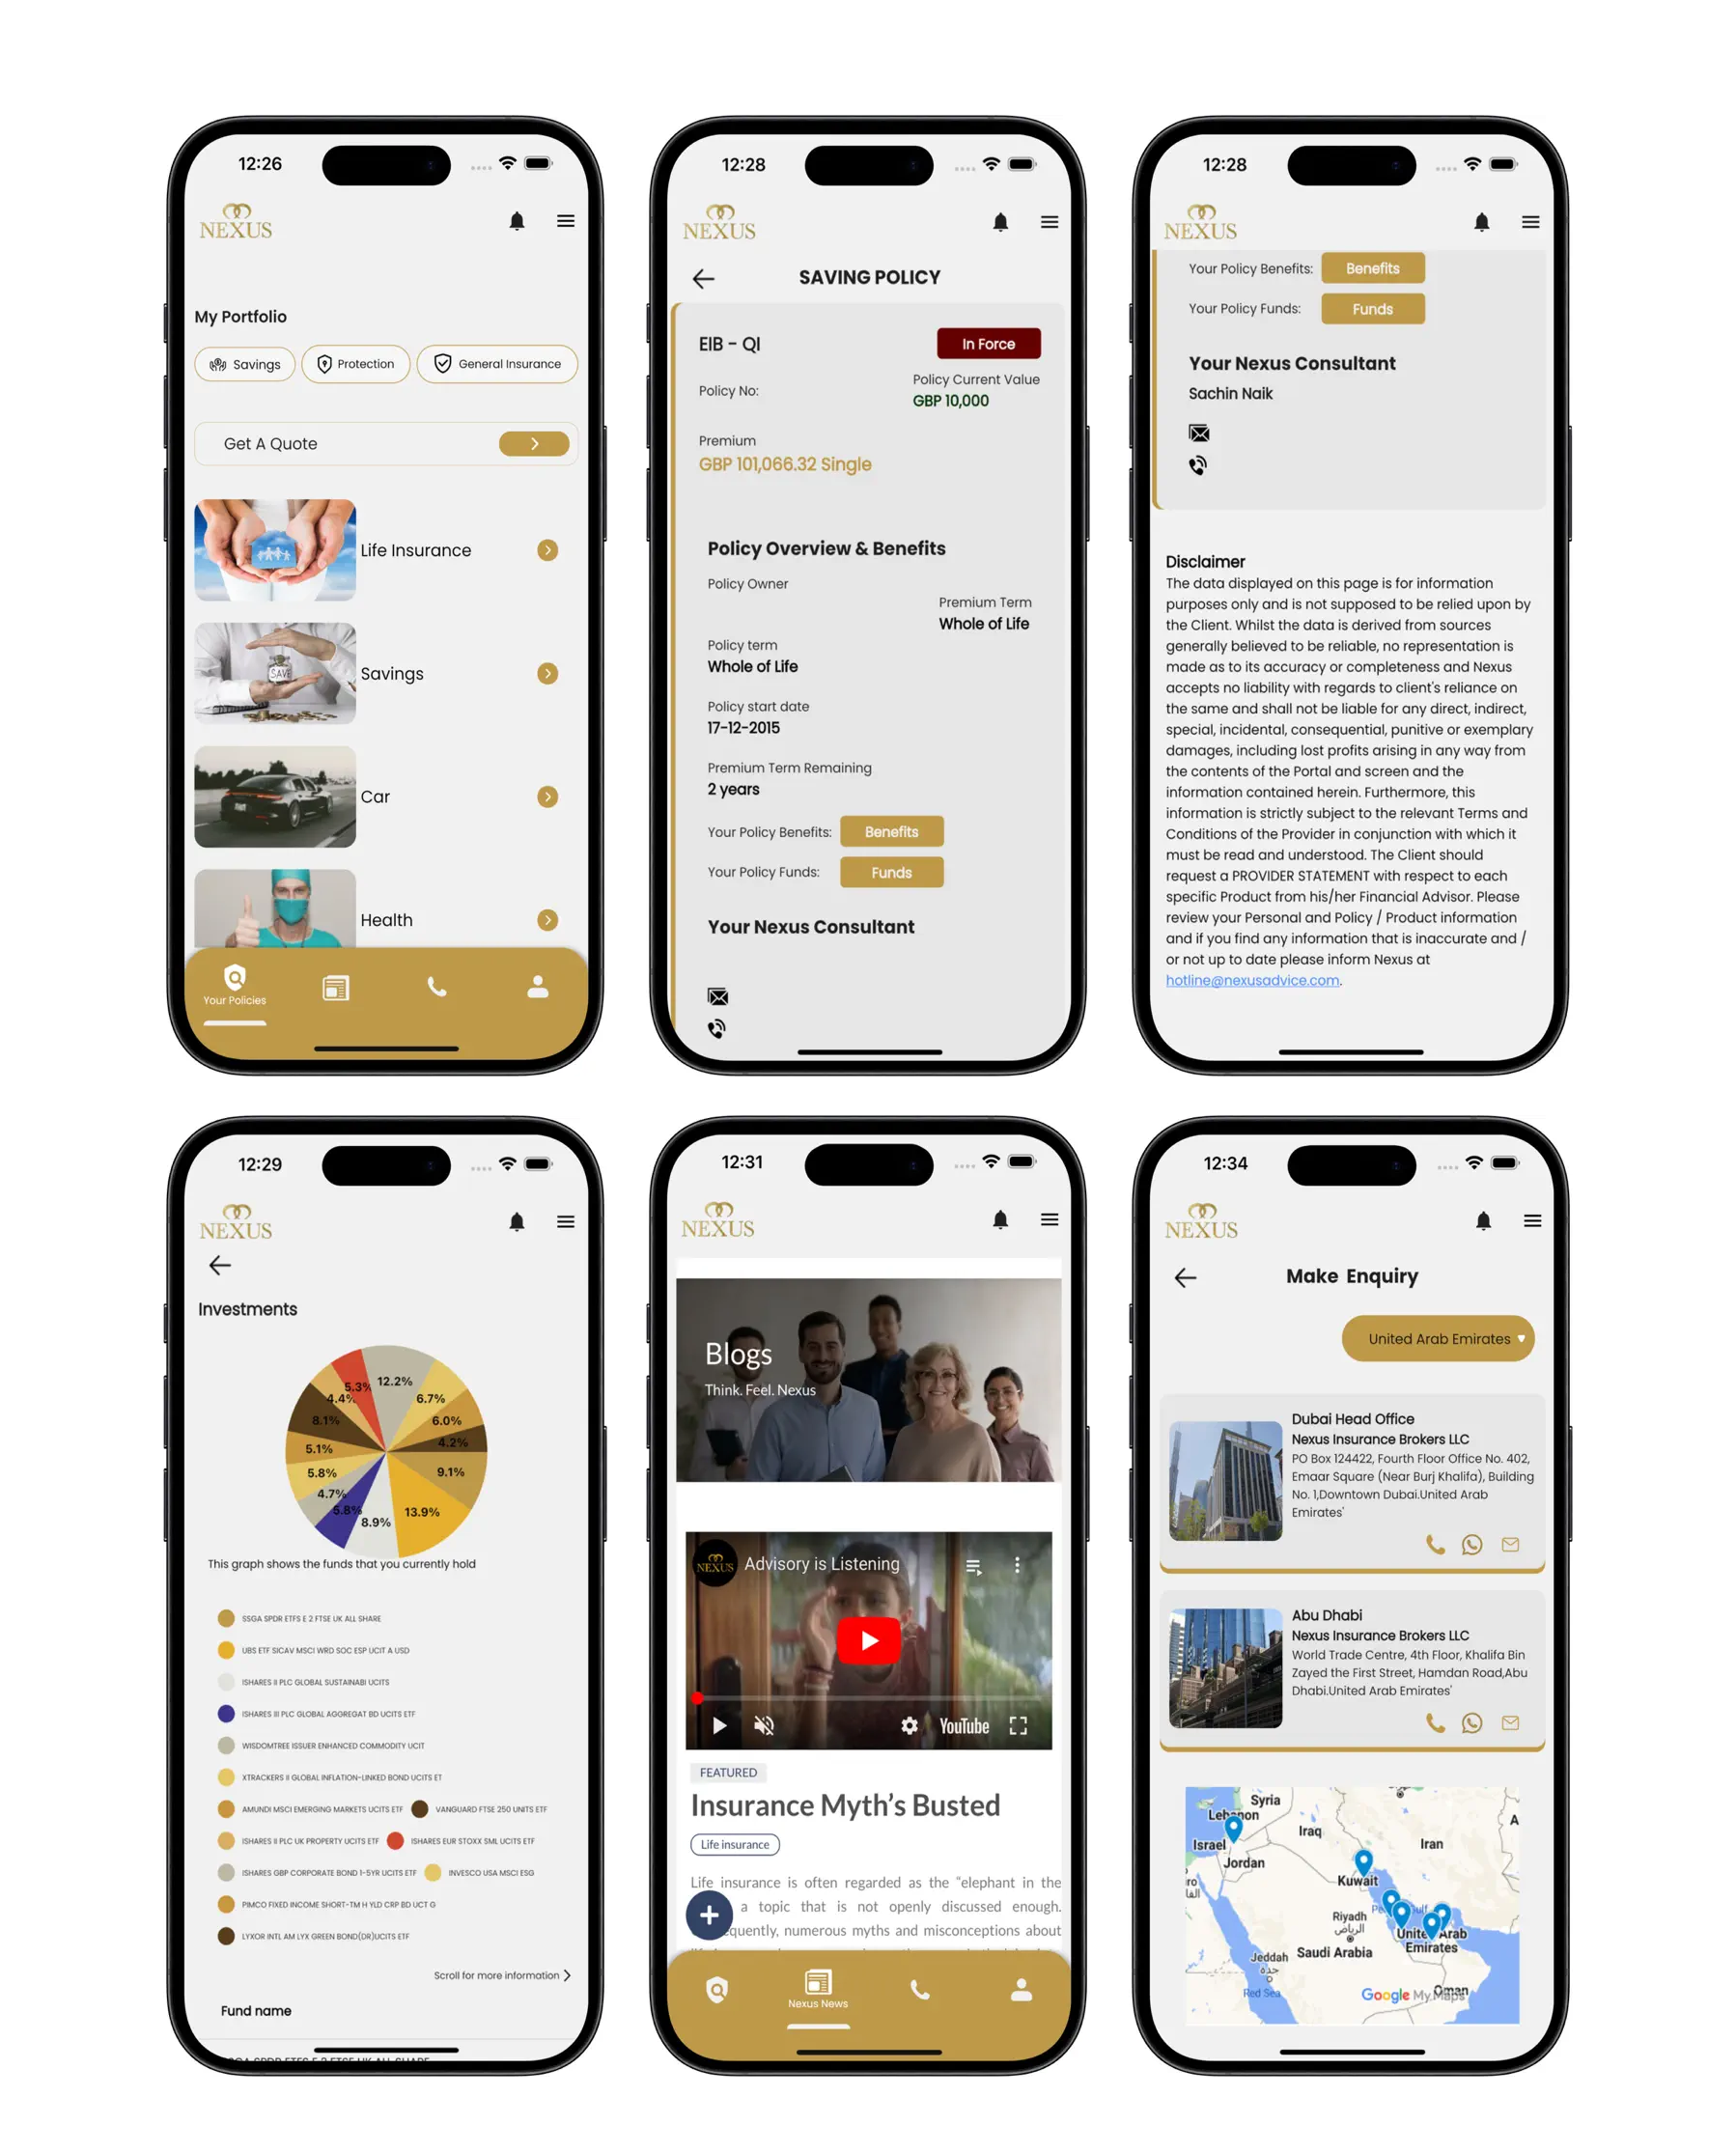 12:26
NEXUS
My Portfolio
Savings
Protection
General Insurance
Get A Quote
Life Insurance
SAVE
Savings
Car
Health
Your Policies
12:28
NEXUS
SAVING POLICY
EIB - QI
In Force
Policy No:
Policy Current Value
GBP 10,000
Premium
GBP 101,066.32 Single
Policy Overview & Benefits
Policy Owner
Premium Term
Whole of Life
Policy term
Whole of Life
Policy start date
17-12-2015
Premium Term Remaining
2 years
Your Policy Benefits:
Benefits
Your Policy Funds:
Funds
Your Nexus Consultant
12:28
NEXUS
Your Policy Benefits:
Benefits
Your Policy Funds:
Funds
Your Nexus Consultant
Sachin Naik
Disclaimer
The data displayed on this page is for information
purposes only and is not supposed to be relied upon by
the Client. Whilst the data is derived from sources
generally believed to be reliable, no representation is
made as to its accuracy or completeness and Nexus
accepts no liability with regards to client's reliance on
the same and shall not be liable for any direct, indirect,
special, incidental, consequential, punitive or exemplary
damages, including lost profits arising in any way from
the contents of the Portal and screen and the
information contained herein. Furthermore, this
information is strictly subject to the relevant Terms and
Conditions of the Provider in conjunction with which it
must be read and understood. The Client should
request a PROVIDER STATEMENT with respect to each
specific Product from his/her Financial Advisor. Please
review your Personal and Policy / Product information
and if you find any information that is inaccurate and /
or not up to date please inform Nexus at
hotline@nexusadvice.com.
12:29
NEXUS
Investments
12.2%
6.7%
6.0%
4.2%
9.1%
13.9%
8.9%
5.8%
4.7%
5.8%
5.1%
8.1%
4.4%
5.3%
This graph shows the funds that you currently hold
SSGA SPDR ETFS E 2 FTSE UK ALL SHARE
UBS ETF SICAV MSCI WRD SOC ESP UCIT A USD
ISHARES II PLC GLOBAL SUSTAINABI UCITS
ISHARES III PLC GLOBAL AGGREGAT BD UCITS ETF
WISDOMTREE ISSUER ENHANCED COMMODITY UCIT
XTRACKERS II GLOBAL INFLATION-LINKED BOND UCITS ET
AMUNDI MSCI EMERGING MARKETS UCITS ETF
VANGUARD FTSE 250 UNITS ETF
ISHARES II PLC UK PROPERTY UCITS ETF
ISHARES EUR STOXX SML UCITS ETF
ISHARES GBP CORPORATE BOND 1-5YR UCITS ETF
INVESCO USA MSCI ESG
PIMCO FIXED INCOME SHORT-TM H YLD CRP BD UCT G
LYXOR INTL AM LYX GREEN BOND(DR)UCITS ETF
Scroll for more information
Fund name
SSGA SPDR ETFS E 2 FTSE UK ALL SHARE
12:31
NEXUS
Blogs
Think. Feel. Nexus
NEXUS
Advisory is Listening
YouTube
FEATURED
Insurance Myth's Busted
Life insurance
Life insurance is often regarded as the "elephant in the
a topic that is not openly discussed enough.
equently, numerous myths and misconceptions about
Nexus News
12:34
NEXUS
Make Enquiry
United Arab Emirates
Dubai Head Office
Nexus Insurance Brokers LLC
PO Box 124422, Fourth Floor Office No. 402,
Emaar Square (Near Burj Khalifa), Building
No. 1,Downtown Dubai.United Arab
Emirates'
Abu Dhabi
Nexus Insurance Brokers LLC
World Trade Centre, 4th Floor, Khalifa Bin
Zayed the First Street, Hamdan Road,Abu
Dhabi.United Arab Emirates'
Syria
Lebanon
Israel
Iraq
Iran
Jordan
Kuwait
Riyadh
الرياض
United Arab
Emirates
Jeddah
جدة
Saudi Arabia
Red Sea
Oman
Google My Maps